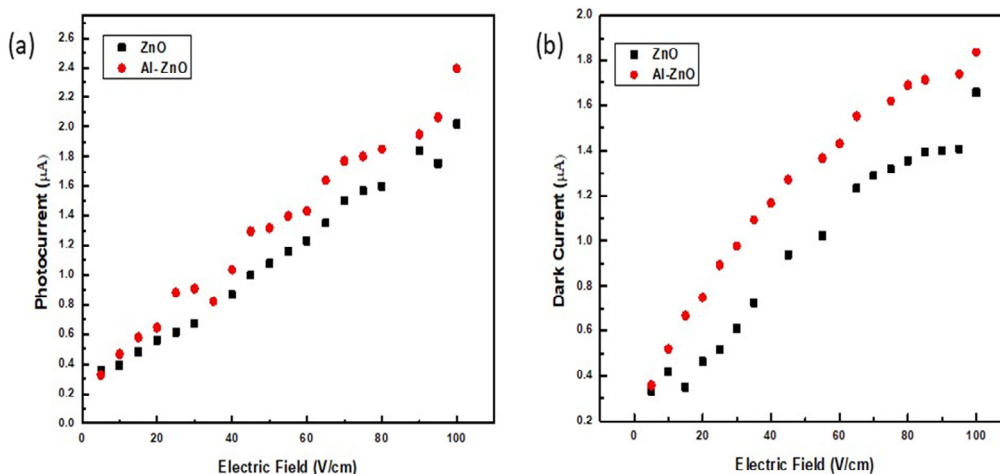 (a)
ZnO
Al-ZnO
2.6
2.4
2.2
2.0
1.8
1.6
1.4
1.2
1.0
0.8
0.6
0.4
0.2
0.0
Photocurrent (μA)
0 20 40 60 80 100
Electric Field (V/cm)
(b)
ZnO
Al-ZnO
1.8
1.6
1.4
1.2
1.0
0.8
0.6
0.4
0.2
Dark Current (μA)
0 20 40 60 80 100
Electric Field (V/cm)